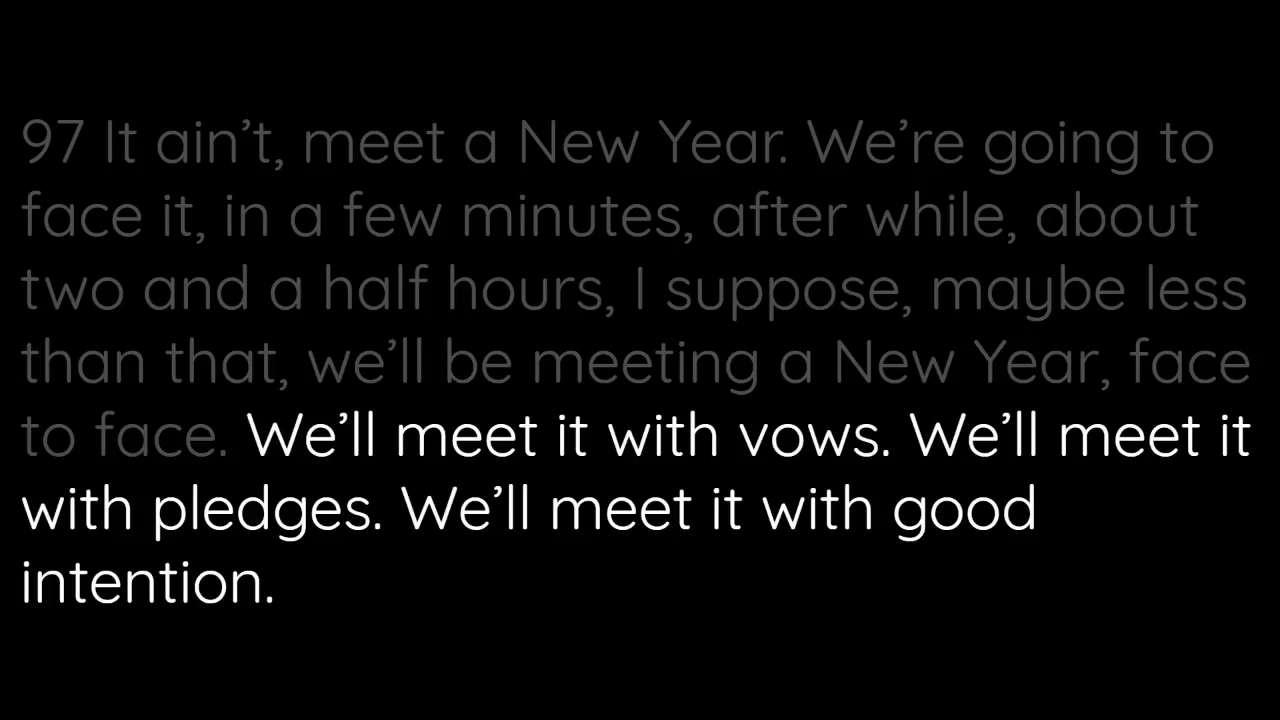 97 It ain’t, meet a New Year. We’re going to
face it, in a few minutes, after while, about
two and a half hours, I suppose, maybe less
than that, we’ll be meeting a New Year, face
to face. We’ll meet it with vows. We’ll meet it
with pledges. We’ll meet it with good
intention.